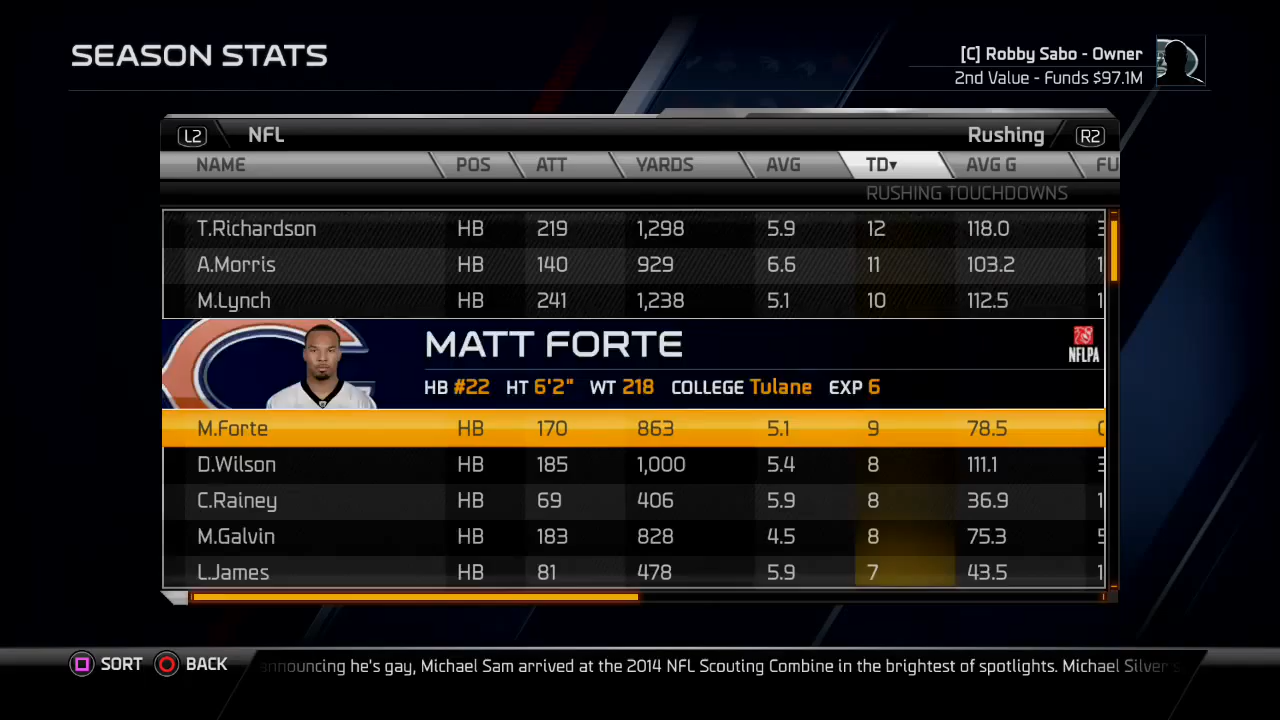 SEASON STATS
[C] Robby Sabo - Owner
2nd Value - Funds $97.1M
L2 NFL Rushing R2
NAME POS ATT YARDS AVG TD▾ AVG G FU
RUSHING TOUCHDOWNS
T.Richardson HB 219 1,298 5.9 12 118.0
A.Morris HB 140 929 6.6 11 103.2 1
M.Lynch HB 241 1,238 5.1 10 112.5 1
MATT FORTE
NFLPA
HB #22 HT 6'2" WT 218 COLLEGE Tulane EXP 6
M.Forte HB 170 863 5.1 9 78.5
D.Wilson HB 185 1,000 5.4 8 111.1
C.Rainey HB 69 406 5.9 8 36.9 1
M.Galvin HB 183 828 4.5 8 75.3
L.James HB 81 478 5.9 7 43.5 1
SORT BACK announcing he's gay, Michael Sam arrived at the 2014 NFL Scouting Combine in the brightest of spotlights. Michael Silver's